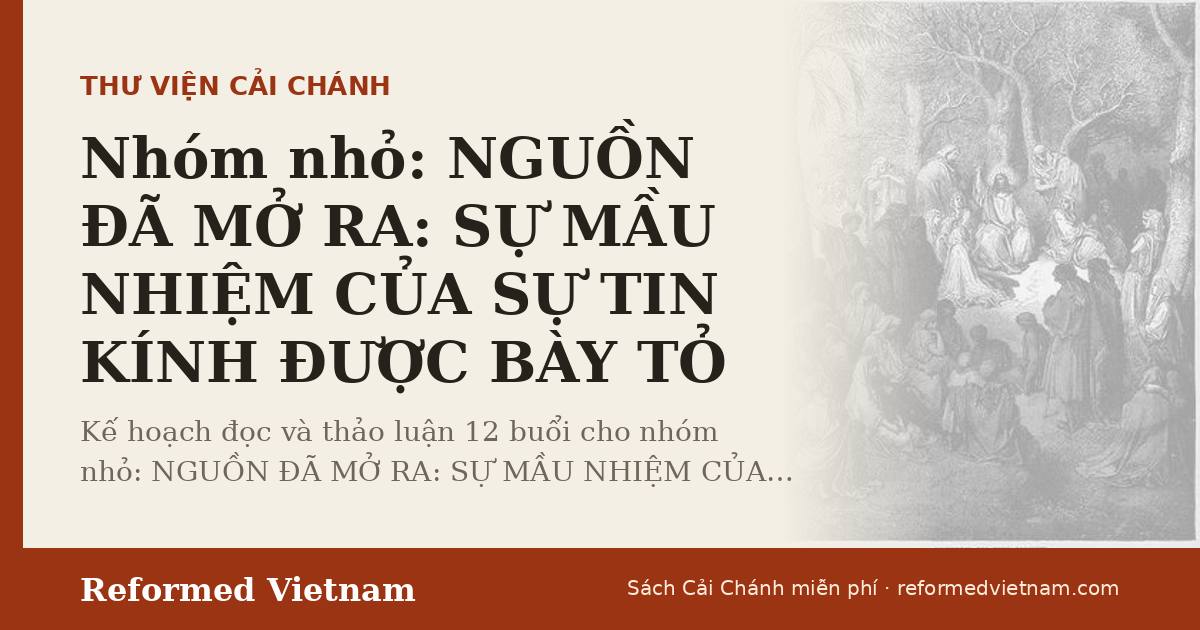 THƯ VIỆN CẢI CHÁNH
Nhóm nhỏ: NGUỒN
ĐÃ MỞ RA: SỰ MẦU
NHIỆM CỦA SỰ TIN
KÍNH ĐƯỢC BÀY TỎ
Kế hoạch đọc và thảo luận 12 buổi cho nhóm
nhỏ: NGUỒN ĐÃ MỞ RA: SỰ MẦU NHIỆM CỦA...
Reformed Vietnam
Sách Cải Chánh miễn phí · reformedvietnam.com